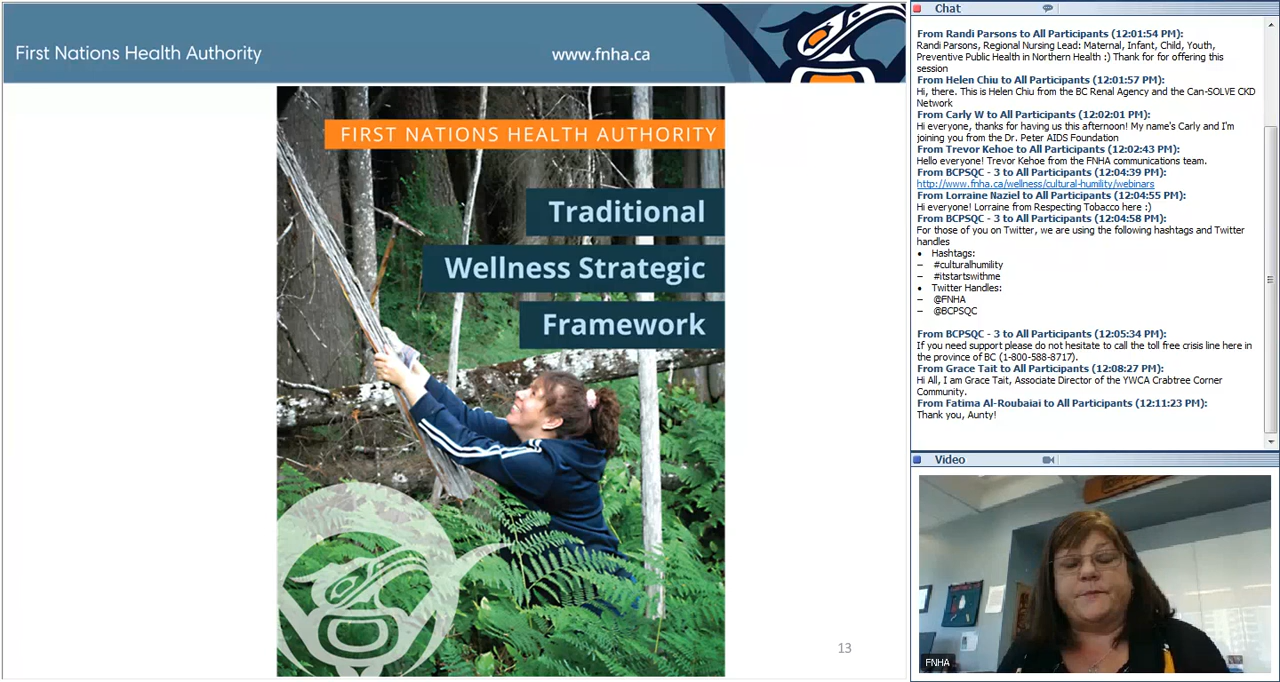 First Nations Health Authority
www.fnha.ca
FIRST NATIONS HEALTH AUTHORITY
Traditional
Wellness Strategic
Framework
13
Chat
From Randi Parsons to All Participants (12:01:54 PM):
Randi Parsons, Regional Nursing Lead: Maternal, Infant, Child, Youth,
Preventive Public Health in Northern Health :) Thank for for offering this
session
From Helen Chiu to All Participants (12:01:57 PM):
Hi, there. This is Helen Chiu from the BC Renal Agency and the Can-SOLVE CKD
Network
From Carly W to All Participants (12:02:01 PM):
Hi everyone, thanks for having us this afternoon! My name's Carly and I'm
joining you from the Dr. Peter AIDS Foundation
From Trevor Kehoe to All Participants (12:02:43 PM):
Hello everyone! Trevor Kehoe from the FNHA communications team.
From BCPSQC - 3 to All Participants (12:04:39 PM):
http://www.fnha.ca/wellness/cultural-humility/webinars
From Lorraine Naziel to All Participants (12:04:55 PM):
Hi everyone! Lorraine from Respecting Tobacco here :)
From BCPSQC - 3 to All Participants (12:04:58 PM):
For those of you on Twitter, we are using the following hashtags and Twitter
handles
• Hashtags:
– #culturalhumility
– #itstartswithme
• Twitter Handles:
– @FNHA
– @BCPSQC
From BCPSQC - 3 to All Participants (12:05:34 PM):
If you need support please do not hesitate to call the toll free crisis line here in
the province of BC (1-800-588-8717).
From Grace Tait to All Participants (12:08:27 PM):
Hi All, I am Grace Tait, Associate Director of the YWCA Crabtree Corner
Community.
From Fatima Al-Roubaiai to All Participants (12:11:23 PM):
Thank you, Aunty!
Video
FNHA